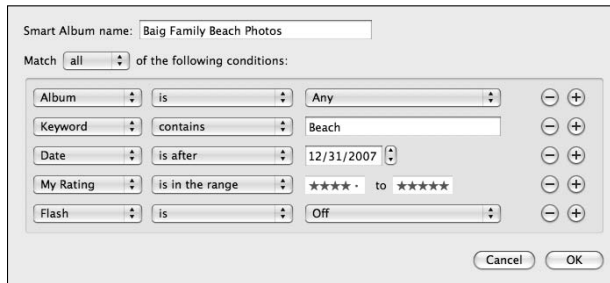 Smart Album name: Baig Family Beach Photos
Match all of the following conditions:
Album is Any
Keyword contains Beach
Date is after 12/31/2007
My Rating is in the range ★★★★· to ★★★★★
Flash is Off
Cancel OK